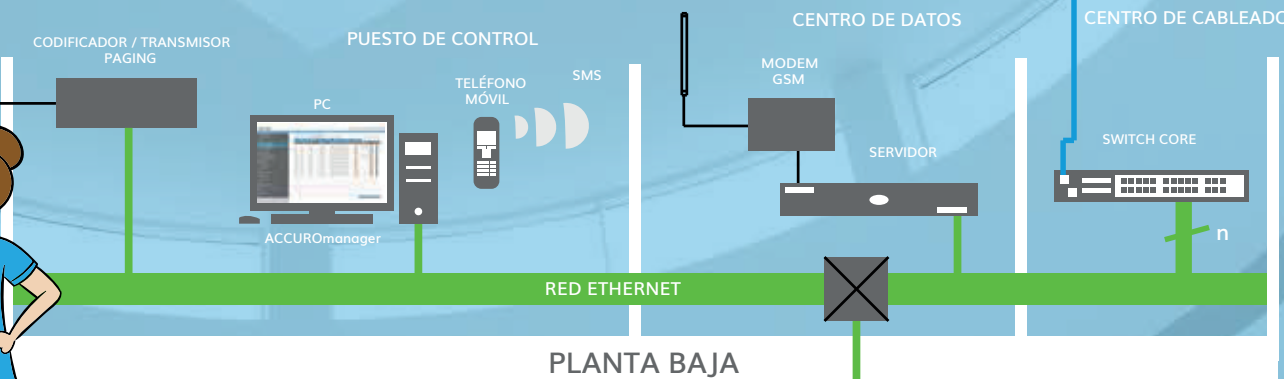 CODIFICADOR / TRANSMISOR
PAGING
PUESTO DE CONTROL
PC
TELÉFONO
MÓVIL
SMS
ACCUROmanager
CENTRO DE DATOS
MODEM
GSM
SERVIDOR
CENTRO DE CABLEADO
SWITCH CORE
n
RED ETHERNET
PLANTA BAJA